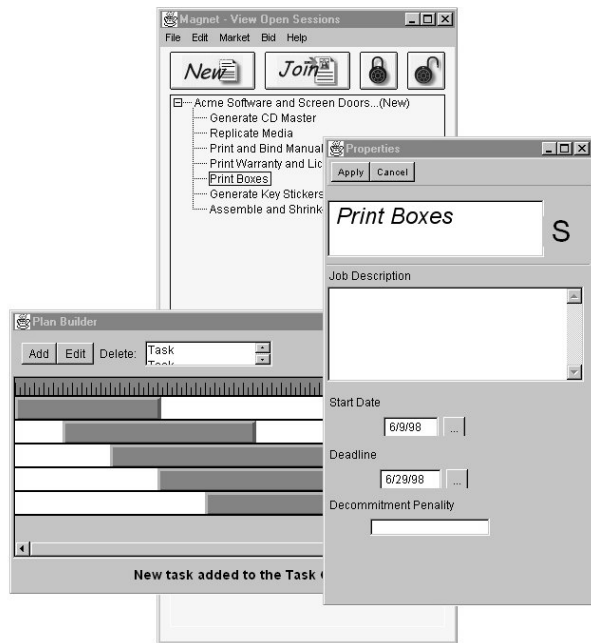 Magnet - View Open Sessions
File Edit Market Bid Help
New Join
Acme Software and Screen Doors...(New)
Generate CD Master
Replicate Media
Print and Bind Manual
Print Warranty and Lic
Print Boxes
Generate Key Stickers
Assemble and Shrink
Properties
Apply Cancel
Print Boxes
S
Job Description
Start Date
6/9/98 ...
Deadline
6/29/98 ...
Decommitment Penality
Plan Builder
Add Edit Delete: Task
Task
New task added to the Task